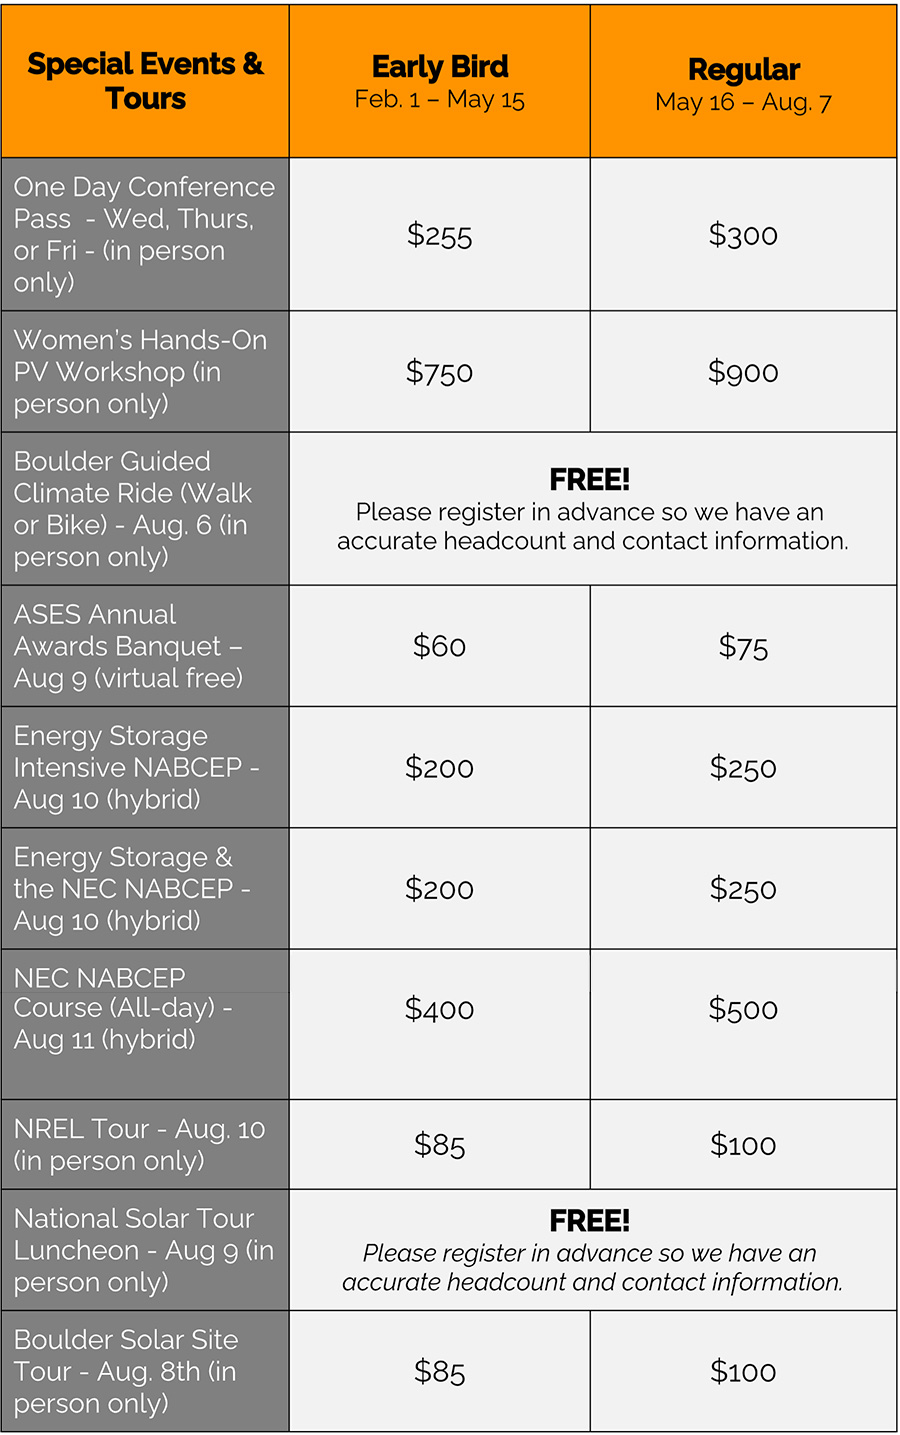 Special Events &
Tours
Early Bird
Feb. 1 – May 15
Regular
May 16 – Aug. 7
One Day Conference
Pass - Wed, Thurs,
or Fri - (in person
only)
$255
$300
Women's Hands-On
PV Workshop (in
person only)
$750
$900
Boulder Guided
Climate Ride (Walk
or Bike) - Aug. 6 (in
person only)
FREE!
Please register in advance so we have an
accurate headcount and contact information.
ASES Annual
Awards Banquet –
Aug 9 (virtual free)
$60
$75
Energy Storage
Intensive NABCEP -
Aug 10 (hybrid)
$200
$250
Energy Storage &
the NEC NABCEP -
Aug 10 (hybrid)
$200
$250
NEC NABCEP
Course (All-day) -
Aug 11 (hybrid)
$400
$500
NREL Tour - Aug. 10
(in person only)
$85
$100
National Solar Tour
Luncheon - Aug 9 (in
person only)
FREE!
Please register in advance so we have an
accurate headcount and contact information.
Boulder Solar Site
Tour - Aug. 8th (in
person only)
$85
$100